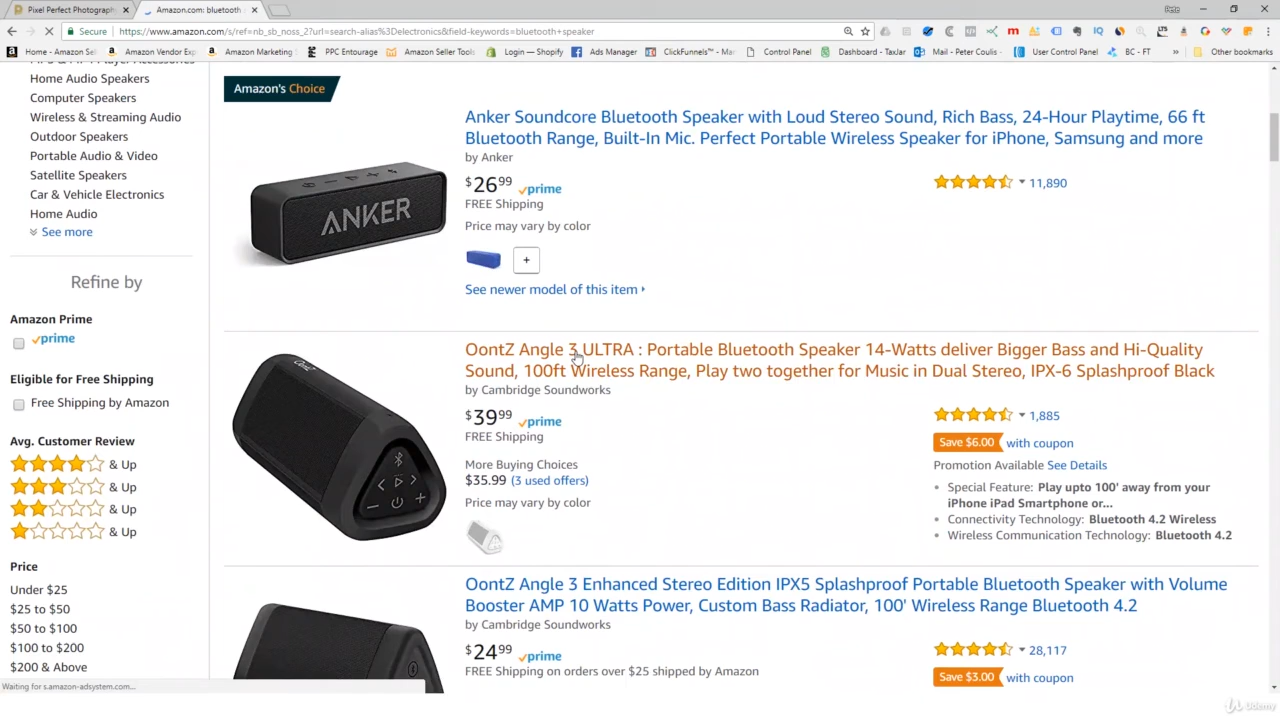 Pixel Perfect Photography
Amazon.com: bluetooth
Pete
Secure
https://www.amazon.com/s/ref=nb_sb_noss_2?url=search-alias%3Delectronics&field-keywords=bluetooth+speaker
Home - Amazon Sel
Amazon Vendor Exp
Amazon Marketing
PPC Entourage
Amazon Seller Tools
Login — Shopify
Ads Manager
ClickFunnels™ - Mar
Control Panel
Dashboard - TaxJar
Mail - Peter Coulis -
User Control Panel
BC - FT
Other bookmarks
Home Audio Speakers
Computer Speakers
Wireless & Streaming Audio
Outdoor Speakers
Portable Audio & Video
Satellite Speakers
Car & Vehicle Electronics
Home Audio
See more
Refine by
Amazon Prime
prime
Eligible for Free Shipping
Free Shipping by Amazon
Avg. Customer Review
& Up
& Up
& Up
& Up
Price
Under $25
$25 to $50
$50 to $100
$100 to $200
$200 & Above
Waiting for s.amazon-adsystem.com...
Amazon's Choice
ANKER
Anker Soundcore Bluetooth Speaker with Loud Stereo Sound, Rich Bass, 24-Hour Playtime, 66 ft
Bluetooth Range, Built-In Mic. Perfect Portable Wireless Speaker for iPhone, Samsung and more
by Anker
$26 99 prime
FREE Shipping
Price may vary by color
+
See newer model of this item
11,890
OontZ
OontZ Angle 3 ULTRA : Portable Bluetooth Speaker 14-Watts deliver Bigger Bass and Hi-Quality
Sound, 100ft Wireless Range, Play two together for Music in Dual Stereo, IPX-6 Splashproof Black
by Cambridge Soundworks
$39 99 prime
FREE Shipping
More Buying Choices
$35.99 (3 used offers)
Price may vary by color
1,885
Save $6.00 with coupon
Promotion Available See Details
• Special Feature: Play upto 100' away from your
iPhone iPad Smartphone or...
• Connectivity Technology: Bluetooth 4.2 Wireless
• Wireless Communication Technology: Bluetooth 4.2
OontZ Angle 3 Enhanced Stereo Edition IPX5 Splashproof Portable Bluetooth Speaker with Volume
Booster AMP 10 Watts Power, Custom Bass Radiator, 100' Wireless Range Bluetooth 4.2
by Cambridge Soundworks
$24 99 prime
FREE Shipping on orders over $25 shipped by Amazon
28,117
Save $3.00 with coupon
Udemy